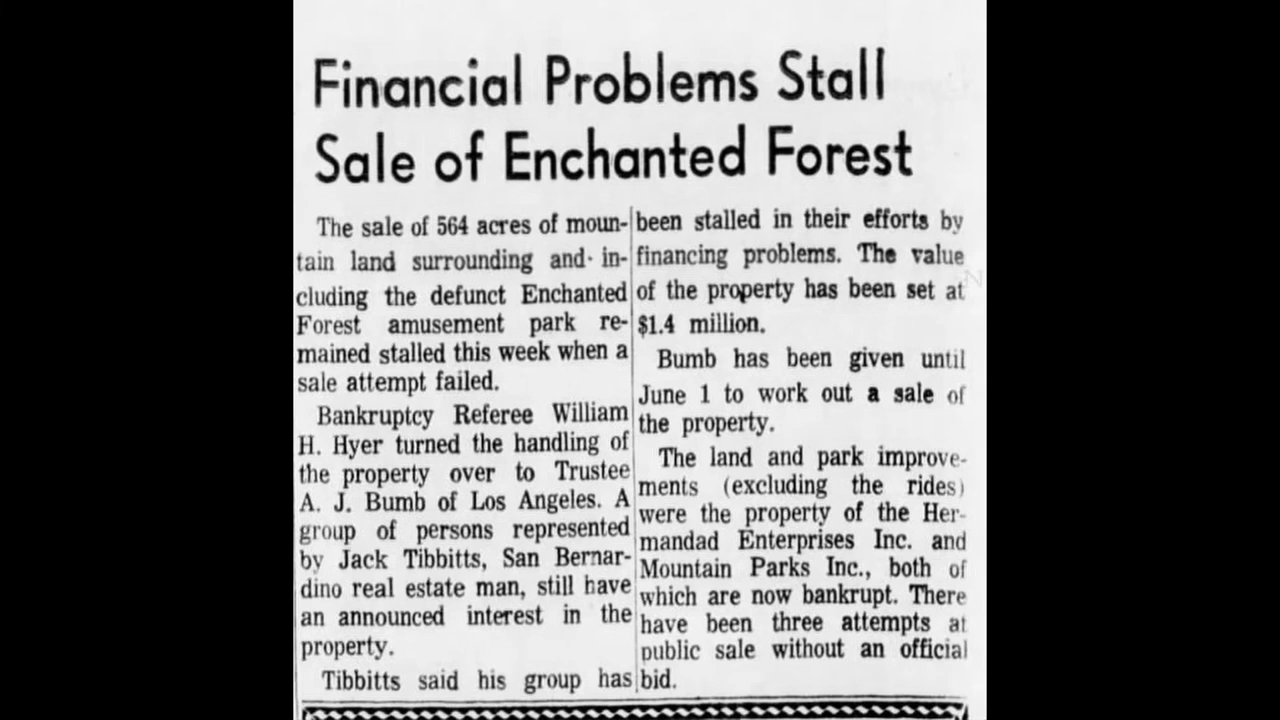 Financial Problems Stall
Sale of Enchanted Forest
The sale of 564 acres of moun-
tain land surrounding and in-
cluding the defunct Enchanted
Forest amusement park re-
mained stalled this week when a
sale attempt failed.
Bankruptcy Referee William
H. Hyer turned the handling of
the property over to Trustee
A. J. Bumb of Los Angeles. A
group of persons represented
by Jack Tibbitts, San Bernar-
dino real estate man, still have
an announced interest in the
property.
Tibbitts said his group has
been stalled in their efforts by
financing problems. The value
of the property has been set at
$1.4 million.
Bumb has been given until
June 1 to work out a sale of
the property.
The land and park improve-
ments (excluding the rides)
were the property of the Her-
mandad Enterprises Inc. and
Mountain Parks Inc., both of
which are now bankrupt. There
have been three attempts at
public sale without an official
bid.